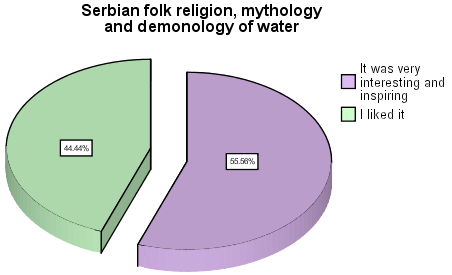 Serbian folk religion, mythology
and demonology of water
It was very
interesting and
inspiring
I liked it
44.44%
55.56%